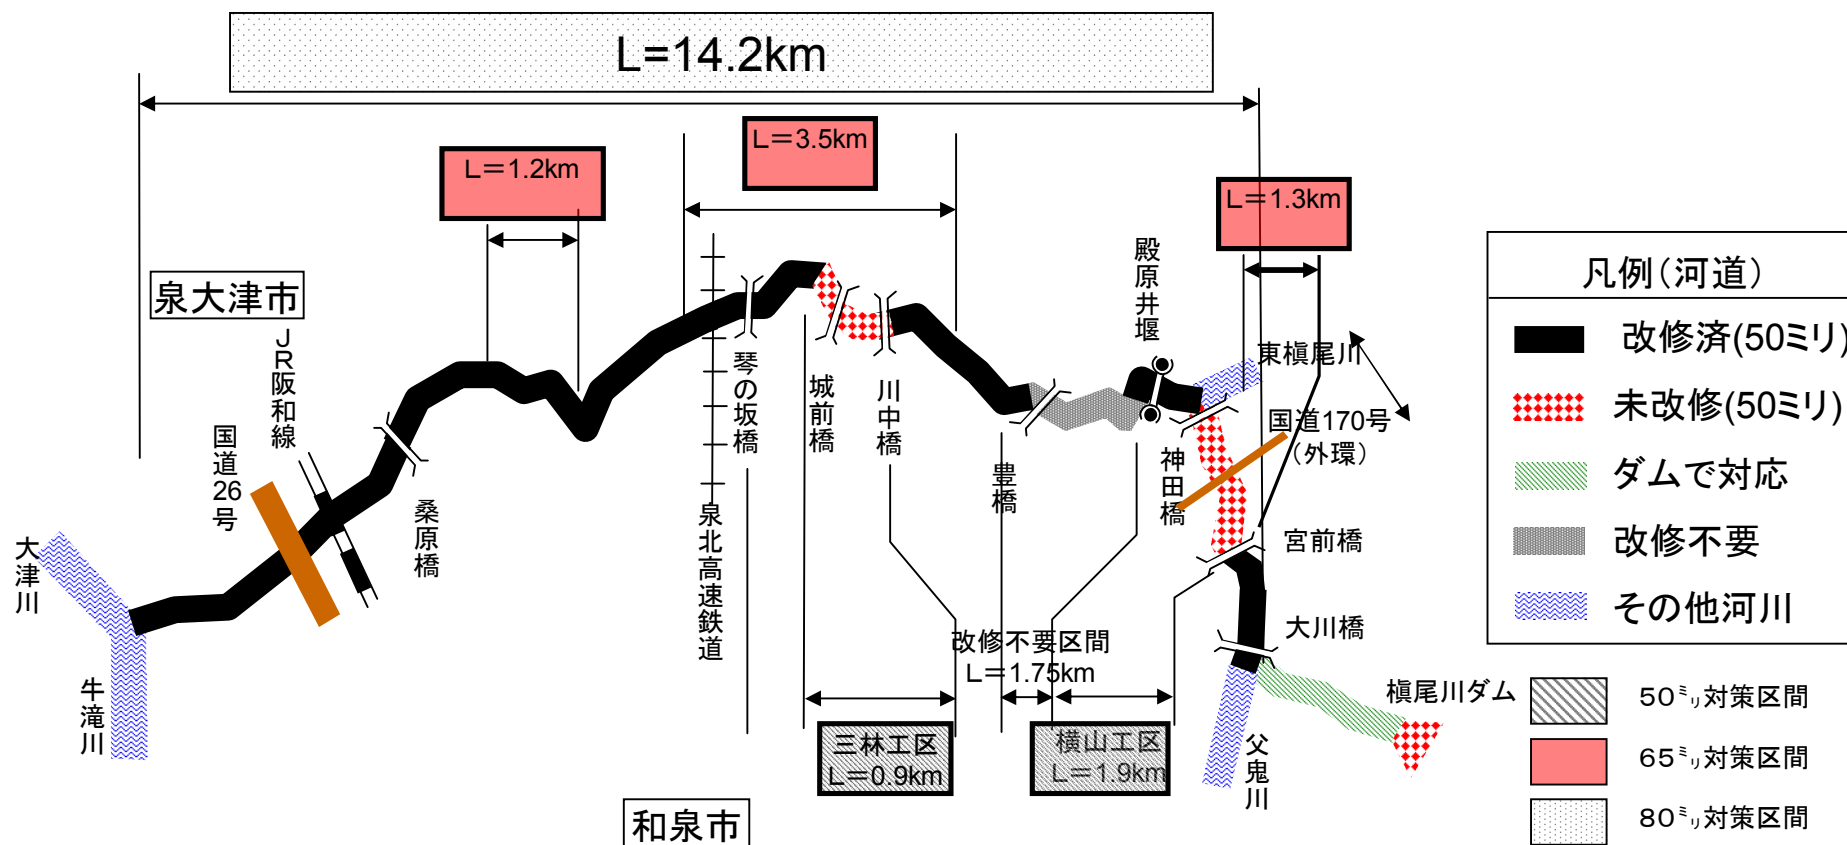 L=14.2km
L=3.5km
L=1.2km
L=1.3km
泉大津市
JR阪和線
国道26号
桑原橋
大津川
牛滝川
琴の坂橋
泉北高速鉄道
城前橋
川中橋
豊橋
殿原井堰
神田橋
東槇尾川
国道170号
(外環)
宮前橋
大川橋
槇尾川ダム
父鬼川
改修不要区間
L=1.75km
三林工区
L=0.9km
横山工区
L=1.9km
和泉市
凡例(河道)
改修済(50ミリ)
未改修(50ミリ)
ダムで対応
改修不要
その他河川
50ミリ対策区間
65ミリ対策区間
80ミリ対策区間